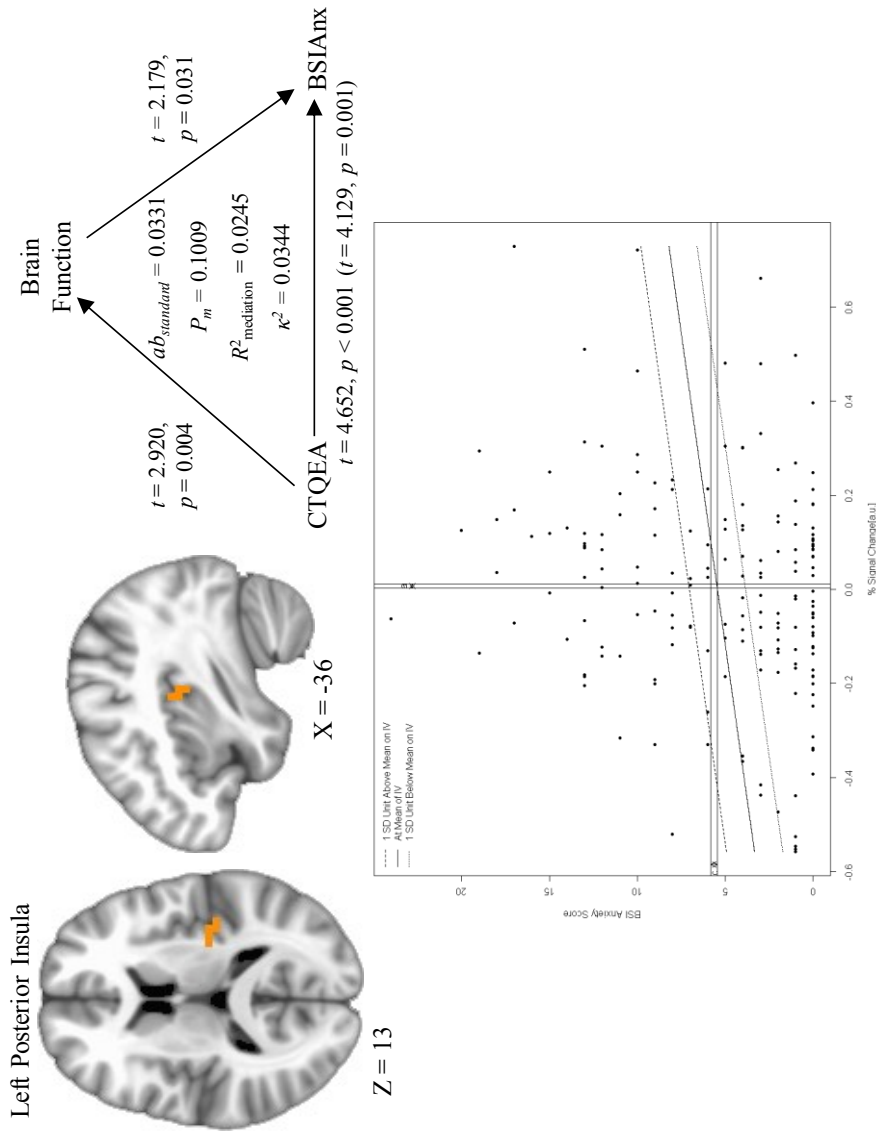 Left Posterior Insula
Z = 13
X = -36
Brain
Function
t = 2.920,
p = 0.004
t = 2.179,
p = 0.031
ab standard = 0.0331
P m = 0.1009
R² mediation = 0.0245
κ² = 0.0344
CTQEA
BSIAnx
t = 4.652, p < 0.001 (t = 4.129, p = 0.001)
1 SD Unit Above Mean on IV
At Mean of IV
1 SD Unit Below Mean on IV
BSI Anxiety Score
20
15
10
5
0
-0.6
-0.4
-0.2
0.0
0.2
0.4
0.6
% Signal Change[a.u.]